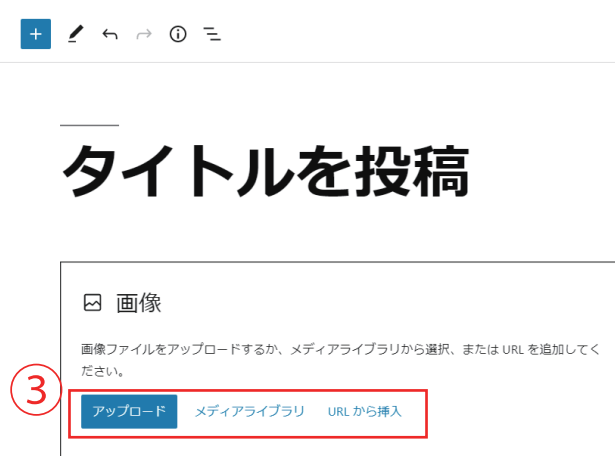 タイトルを投稿
画像
画像ファイルをアップロードするか、メディアライブラリから選択、または URL を追加してく
ださい。
③
アップロード メディアライブラリ URL から挿入